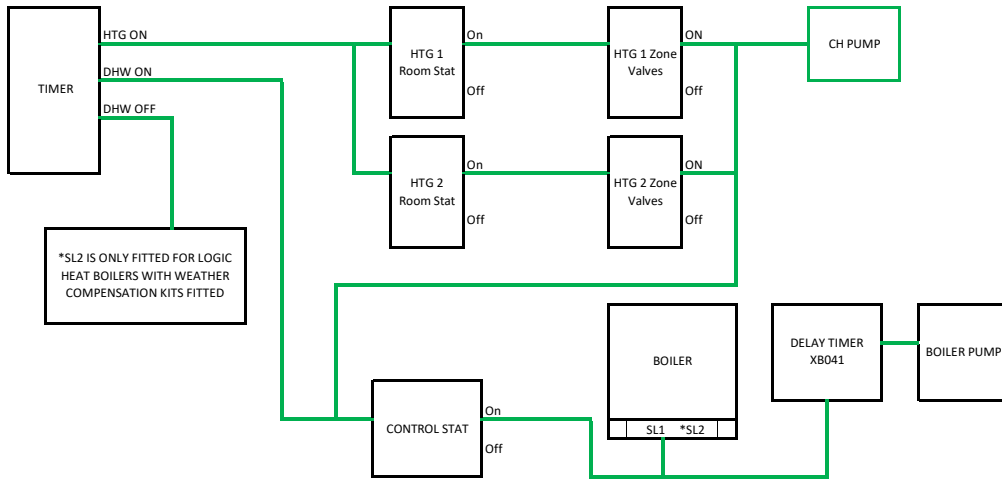 HTG ON
DHW ON
DHW OFF
TIMER
HTG 1
Room Stat
On
Off
HTG 1 Zone
Valves
ON
Off
CH PUMP
HTG 2
Room Stat
On
Off
HTG 2 Zone
Valves
ON
Off
*SL2 IS ONLY FITTED FOR LOGIC
HEAT BOILERS WITH WEATHER
COMPENSATION KITS FITTED
BOILER
SL1 *SL2
DELAY TIMER
XB041
BOILER PUMP
CONTROL STAT
On
Off